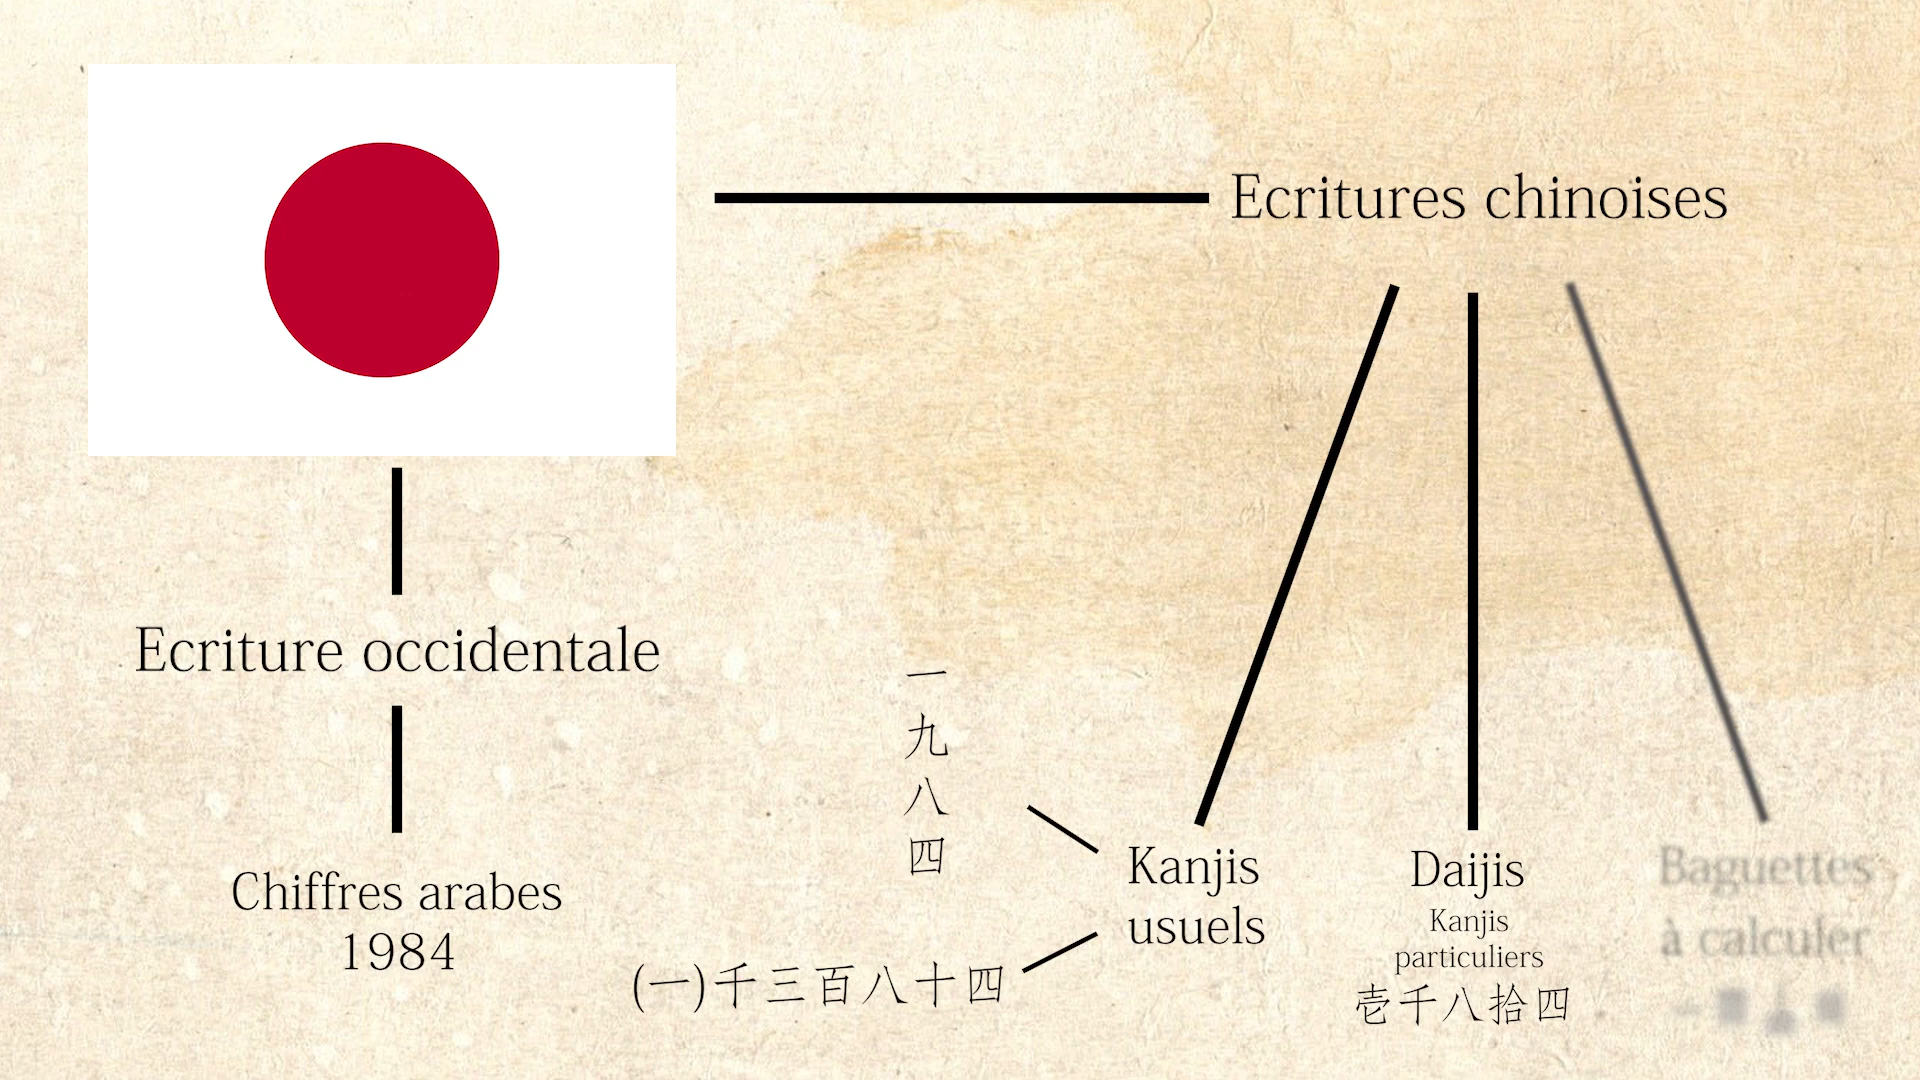 Ecritures chinoises
Ecriture occidentale
Chiffres arabes
1984
一
九
八
四
(一)千三百八十四
Kanjis
usuels
Daijis
Kanjis
particuliers
壱千八拾四
Baguettes
à calculer